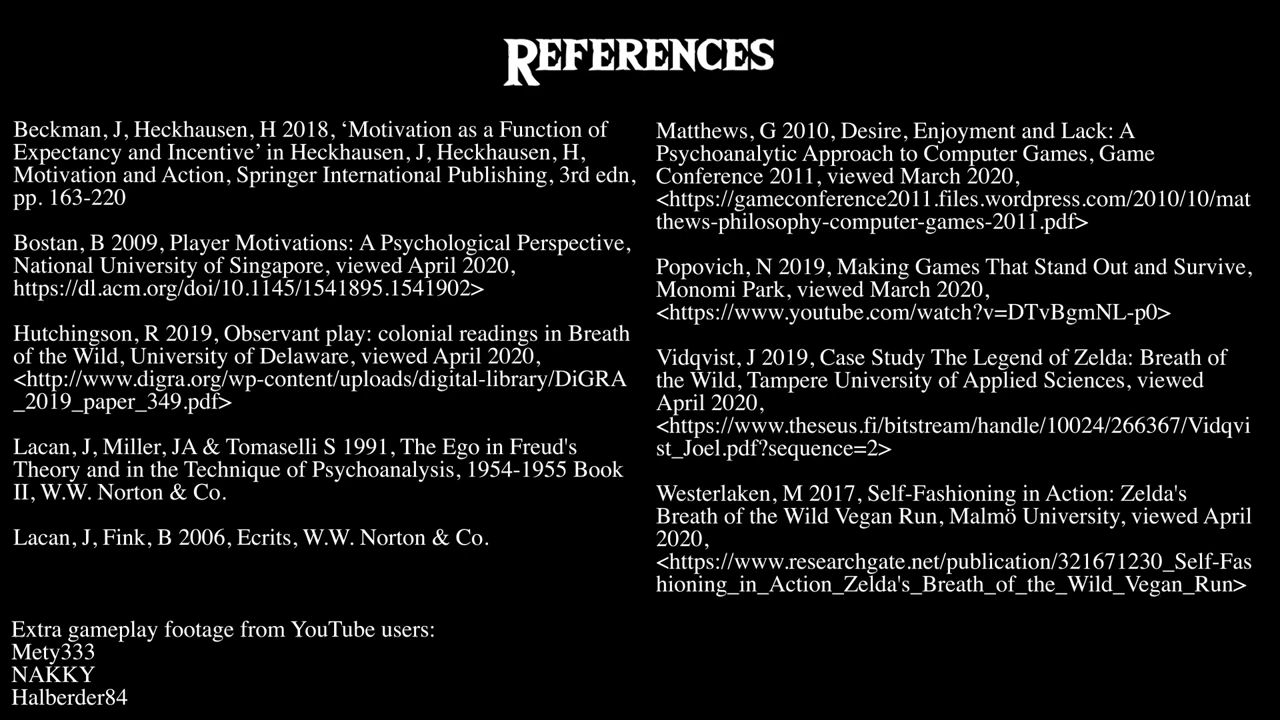 References
Beckman, J, Heckhausen, H 2018, ‘Motivation as a Function of
Expectancy and Incentive’ in Heckhausen, J, Heckhausen, H,
Motivation and Action, Springer International Publishing, 3rd edn,
pp. 163-220
Bostan, B 2009, Player Motivations: A Psychological Perspective,
National University of Singapore, viewed April 2020,
https://dl.acm.org/doi/10.1145/1541895.1541902>
Hutchingson, R 2019, Observant play: colonial readings in Breath
of the Wild, University of Delaware, viewed April 2020,
<http://www.digra.org/wp-content/uploads/digital-library/DiGRA
_2019_paper_349.pdf>
Lacan, J, Miller, JA & Tomaselli S 1991, The Ego in Freud's
Theory and in the Technique of Psychoanalysis, 1954-1955 Book
II, W.W. Norton & Co.
Lacan, J, Fink, B 2006, Ecrits, W.W. Norton & Co.
Matthews, G 2010, Desire, Enjoyment and Lack: A
Psychoanalytic Approach to Computer Games, Game
Conference 2011, viewed March 2020,
<https://gameconference2011.files.wordpress.com/2010/10/mat
thews-philosophy-computer-games-2011.pdf>
Popovich, N 2019, Making Games That Stand Out and Survive,
Monomi Park, viewed March 2020,
<https://www.youtube.com/watch?v=DTvBgmNL-p0>
Vidqvist, J 2019, Case Study The Legend of Zelda: Breath of
the Wild, Tampere University of Applied Sciences, viewed
April 2020,
<https://www.theseus.fi/bitstream/handle/10024/266367/Vidqvi
st_Joel.pdf?sequence=2>
Westerlaken, M 2017, Self-Fashioning in Action: Zelda's
Breath of the Wild Vegan Run, Malmö University, viewed April
2020,
<https://www.researchgate.net/publication/321671230_Self-Fas
hioning_in_Action_Zelda's_Breath_of_the_Wild_Vegan_Run>
Extra gameplay footage from YouTube users:
Mety333
NAKKY
Halberder84